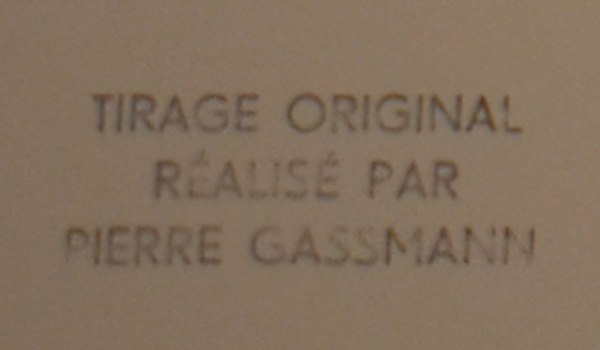 TIRAGE ORIGINAL
RÉALISÉ PAR
PIERRE GASSMANN